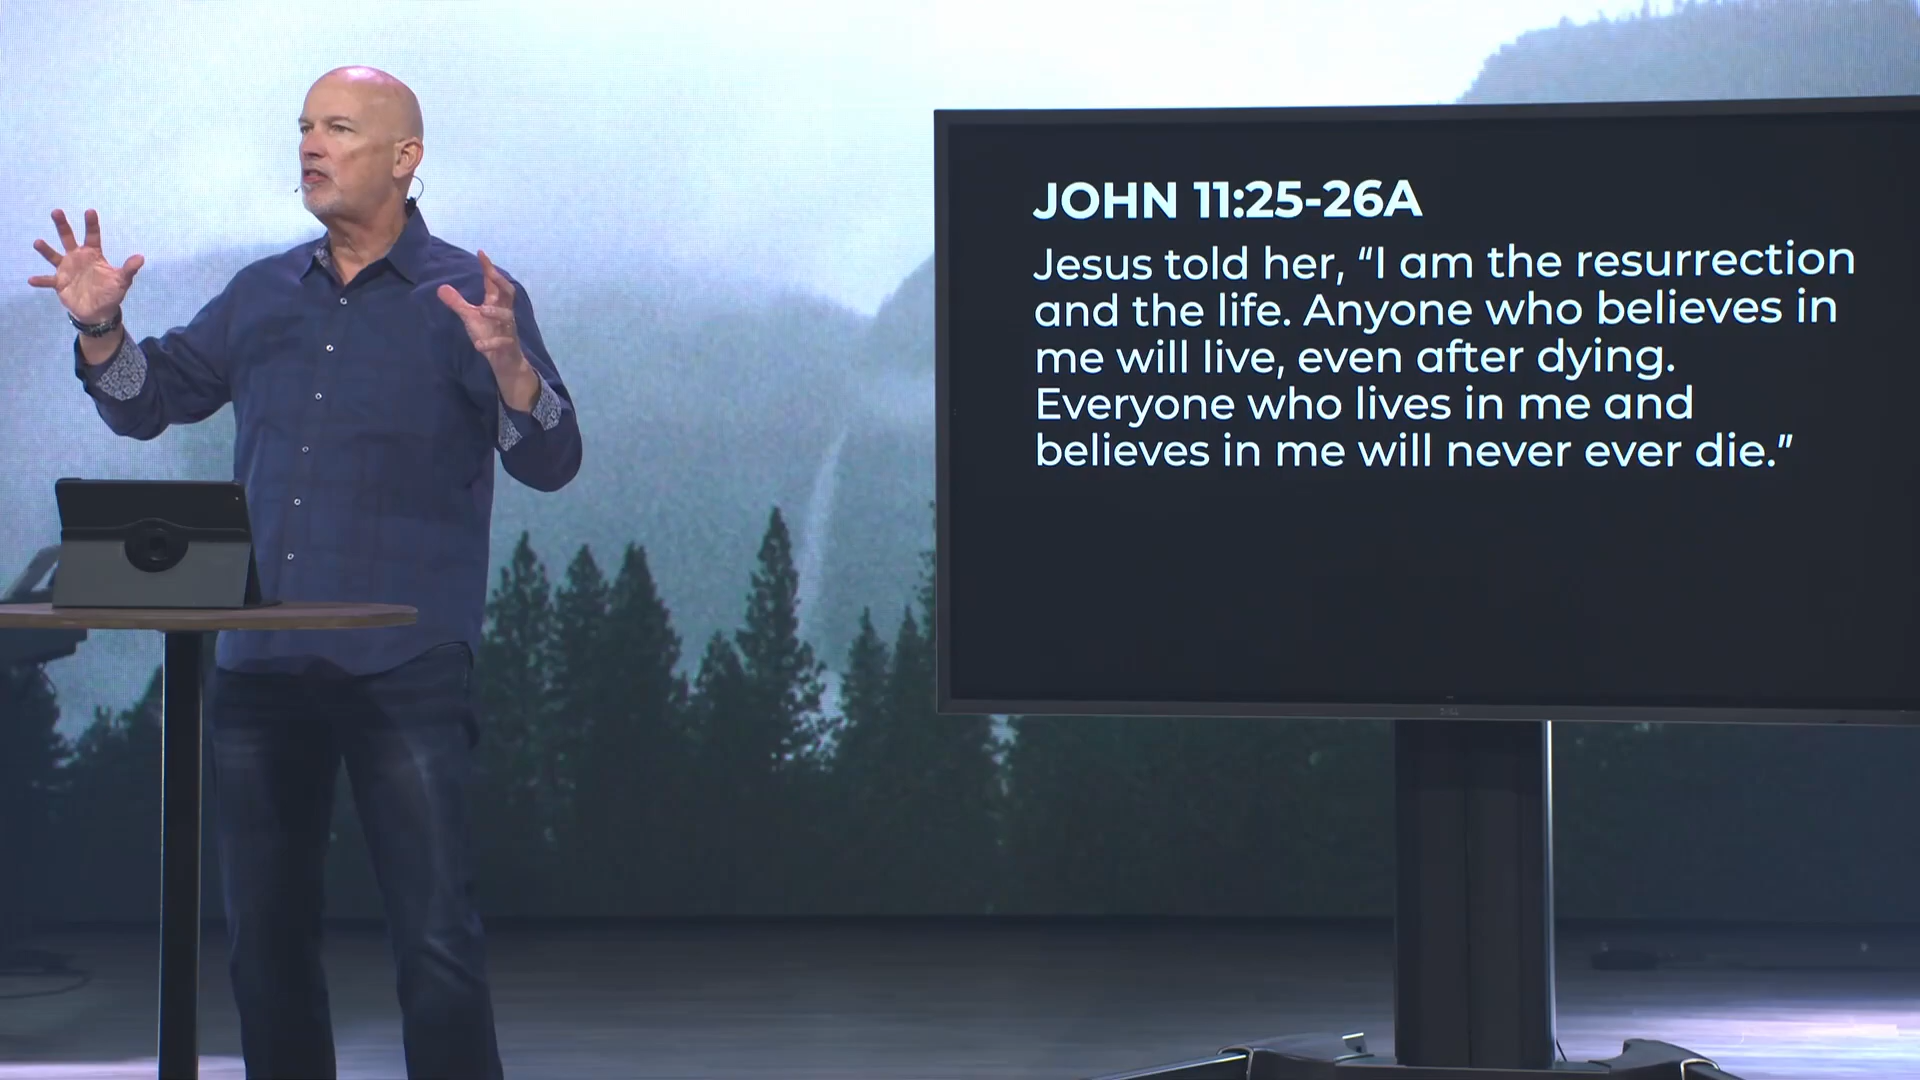 JOHN 11:25-26A
Jesus told her, “I am the resurrection
and the life. Anyone who believes in
me will live, even after dying.
Everyone who lives in me and
believes in me will never ever die.”